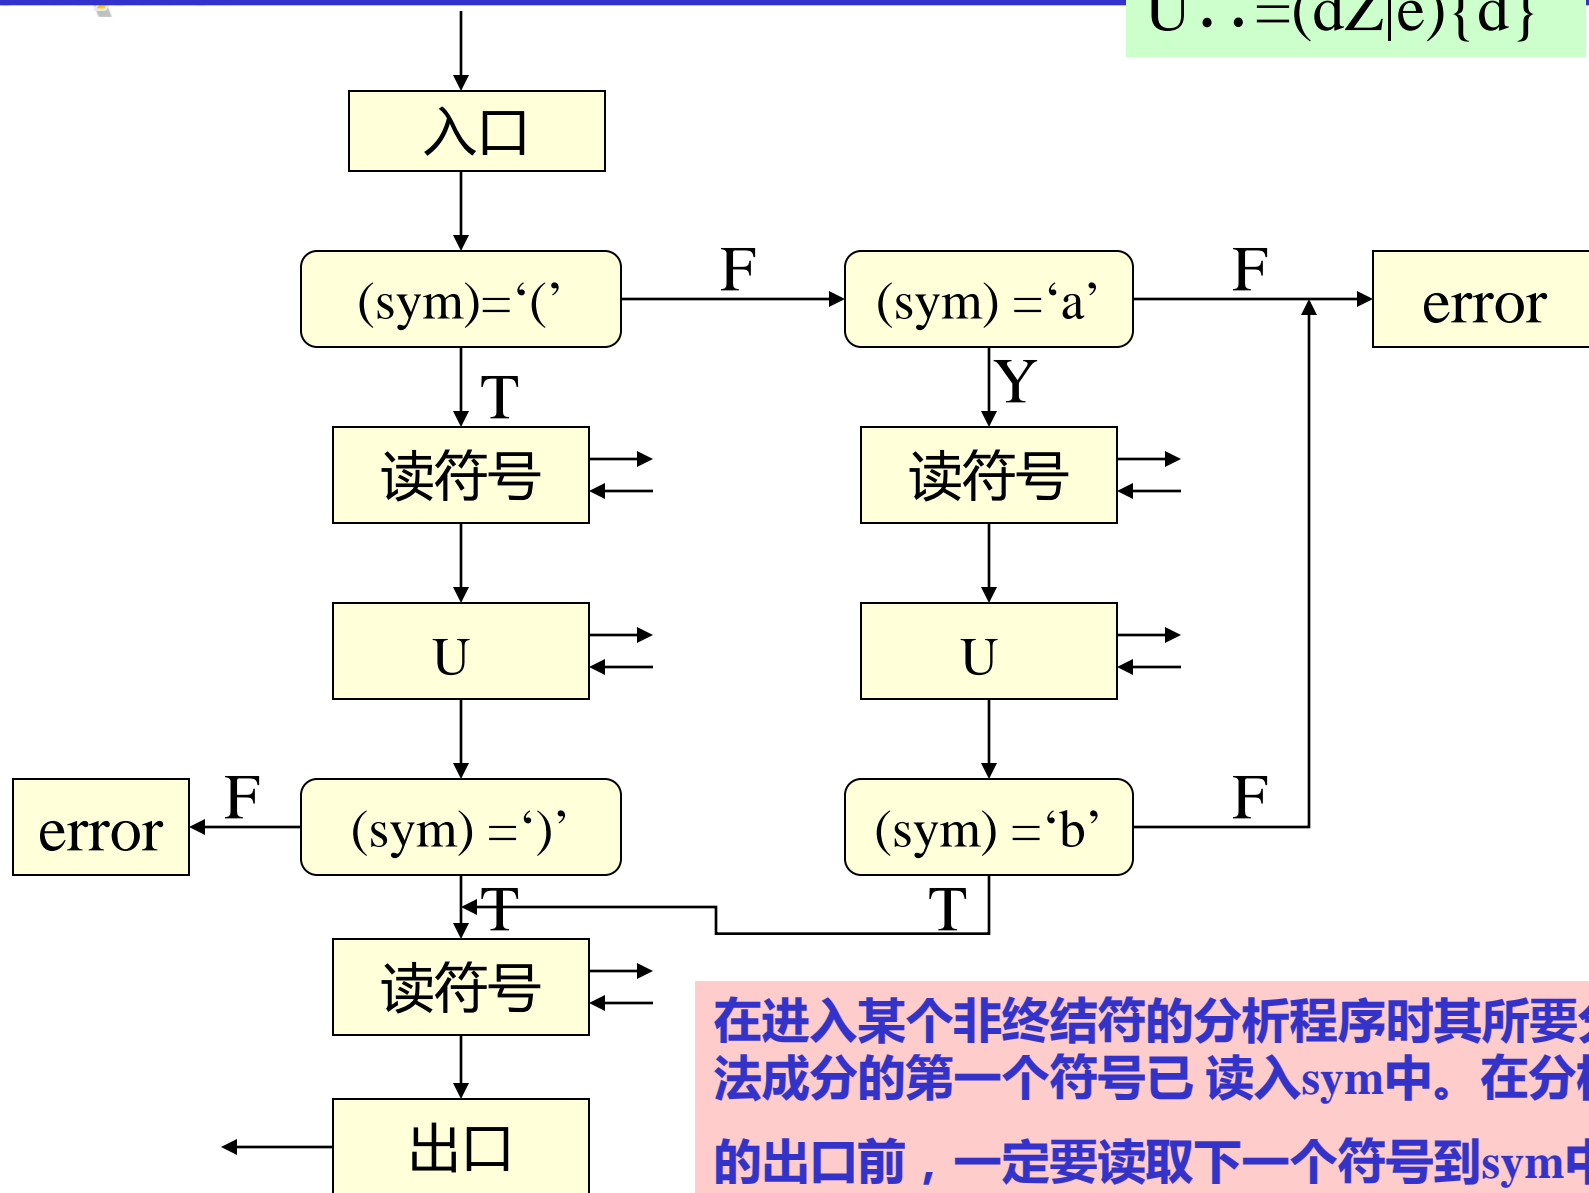 U::=(dZ|e){d}
入口
(sym)=‘(’
F
(sym) =‘a’
F
error
T
Y
读符号
读符号
U
U
error
F
(sym) =‘)’
(sym) =‘b’
F
T
T
读符号
出口
在进入某个非终结符的分析程序时其所要
法成分的第一个符号已 读入sym中。在分
的出口前，一定要读取下一个符号到sym